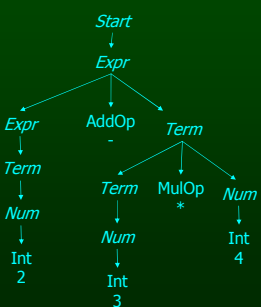 Start
Expr
Expr AddOp Term
-
Term Term MulOp Num
*
Num Num Int
4
Int Int
2 3